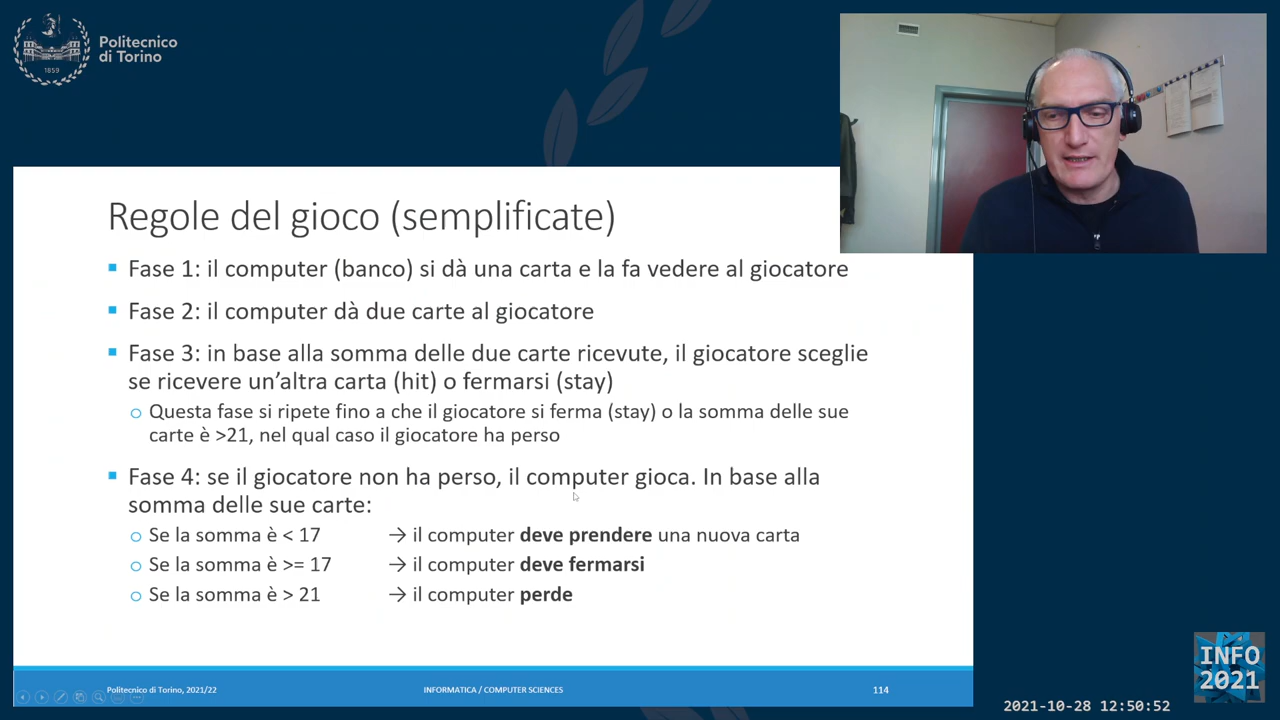 Politecnico
di Torino
1859
Regole del gioco (semplificate)
Fase 1: il computer (banco) si dà una carta e la fa vedere al giocatore
Fase 2: il computer dà due carte al giocatore
Fase 3: in base alla somma delle due carte ricevute, il giocatore sceglie
se ricevere un’altra carta (hit) o fermarsi (stay)
Questa fase si ripete fino a che il giocatore si ferma (stay) o la somma delle sue
carte è >21, nel qual caso il giocatore ha perso
Fase 4: se il giocatore non ha perso, il computer gioca. In base alla
somma delle sue carte:
Se la somma è < 17 → il computer deve prendere una nuova carta
Se la somma è >= 17 → il computer deve fermarsi
Se la somma è > 21 → il computer perde
Politecnico di Torino, 2021/22 INFORMATICA / COMPUTER SCIENCES 114
INFO
2021
2021-10-28 12:50:52